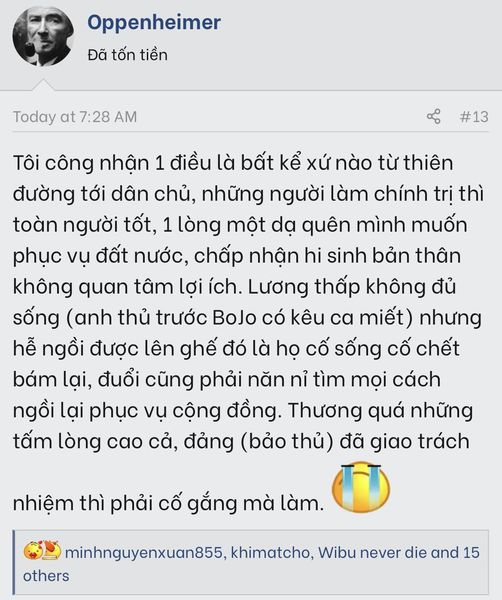 Oppenheimer
Đã tốn tiền
Today at 7:28 AM
#13
Tôi công nhận 1 điều là bất kể xứ nào từ thiên
đường tới dân chủ, những người làm chính trị thì
toàn người tốt, 1 lòng một dạ quên mình muốn
phục vụ đất nước, chấp nhận hi sinh bản thân
không quan tâm lợi ích. Lương thấp không đủ
sống (anh thủ trước BoJo có kêu ca miết) nhưng
hễ ngồi được lên ghế đó là họ cố sống cố chết
bám lại, đuổi cũng phải năn nỉ tìm mọi cách
ngồi lại phục vụ cộng đồng. Thương quá những
tấm lòng cao cả, đảng (bảo thủ) đã giao trách
nhiệm thì phải cố gắng mà làm.
minhnguyenxuan855, khimatcho, Wibu never die and 15
others